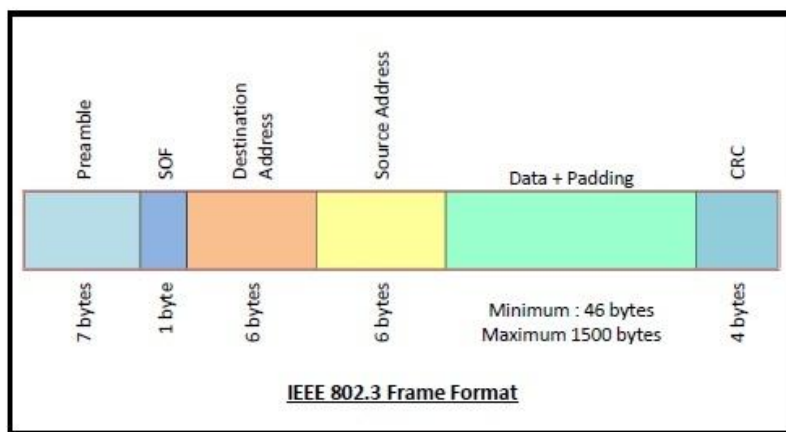 Preamble
SOF
Destination
Address
Source Address
Data + Padding
CRC
7 bytes
1 byte
6 bytes
6 bytes
Minimum : 46 bytes
Maximum 1500 bytes
4 bytes
IEEE 802.3 Frame Format